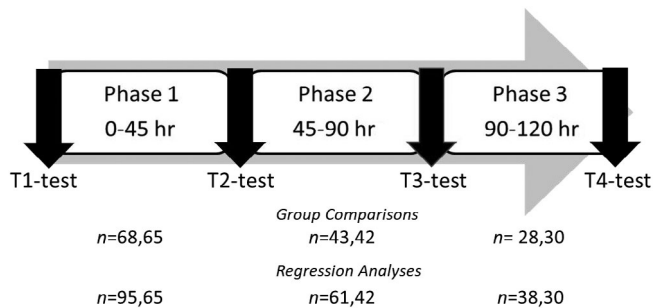 Phase 1 Phase 2 Phase 3
0-45 hr 45-90 hr 90-120 hr
T1-test T2-test T3-test T4-test
Group Comparisons
n=68,65 n=43,42 n= 28,30
Regression Analyses
n=95,65 n=61,42 n=38,30